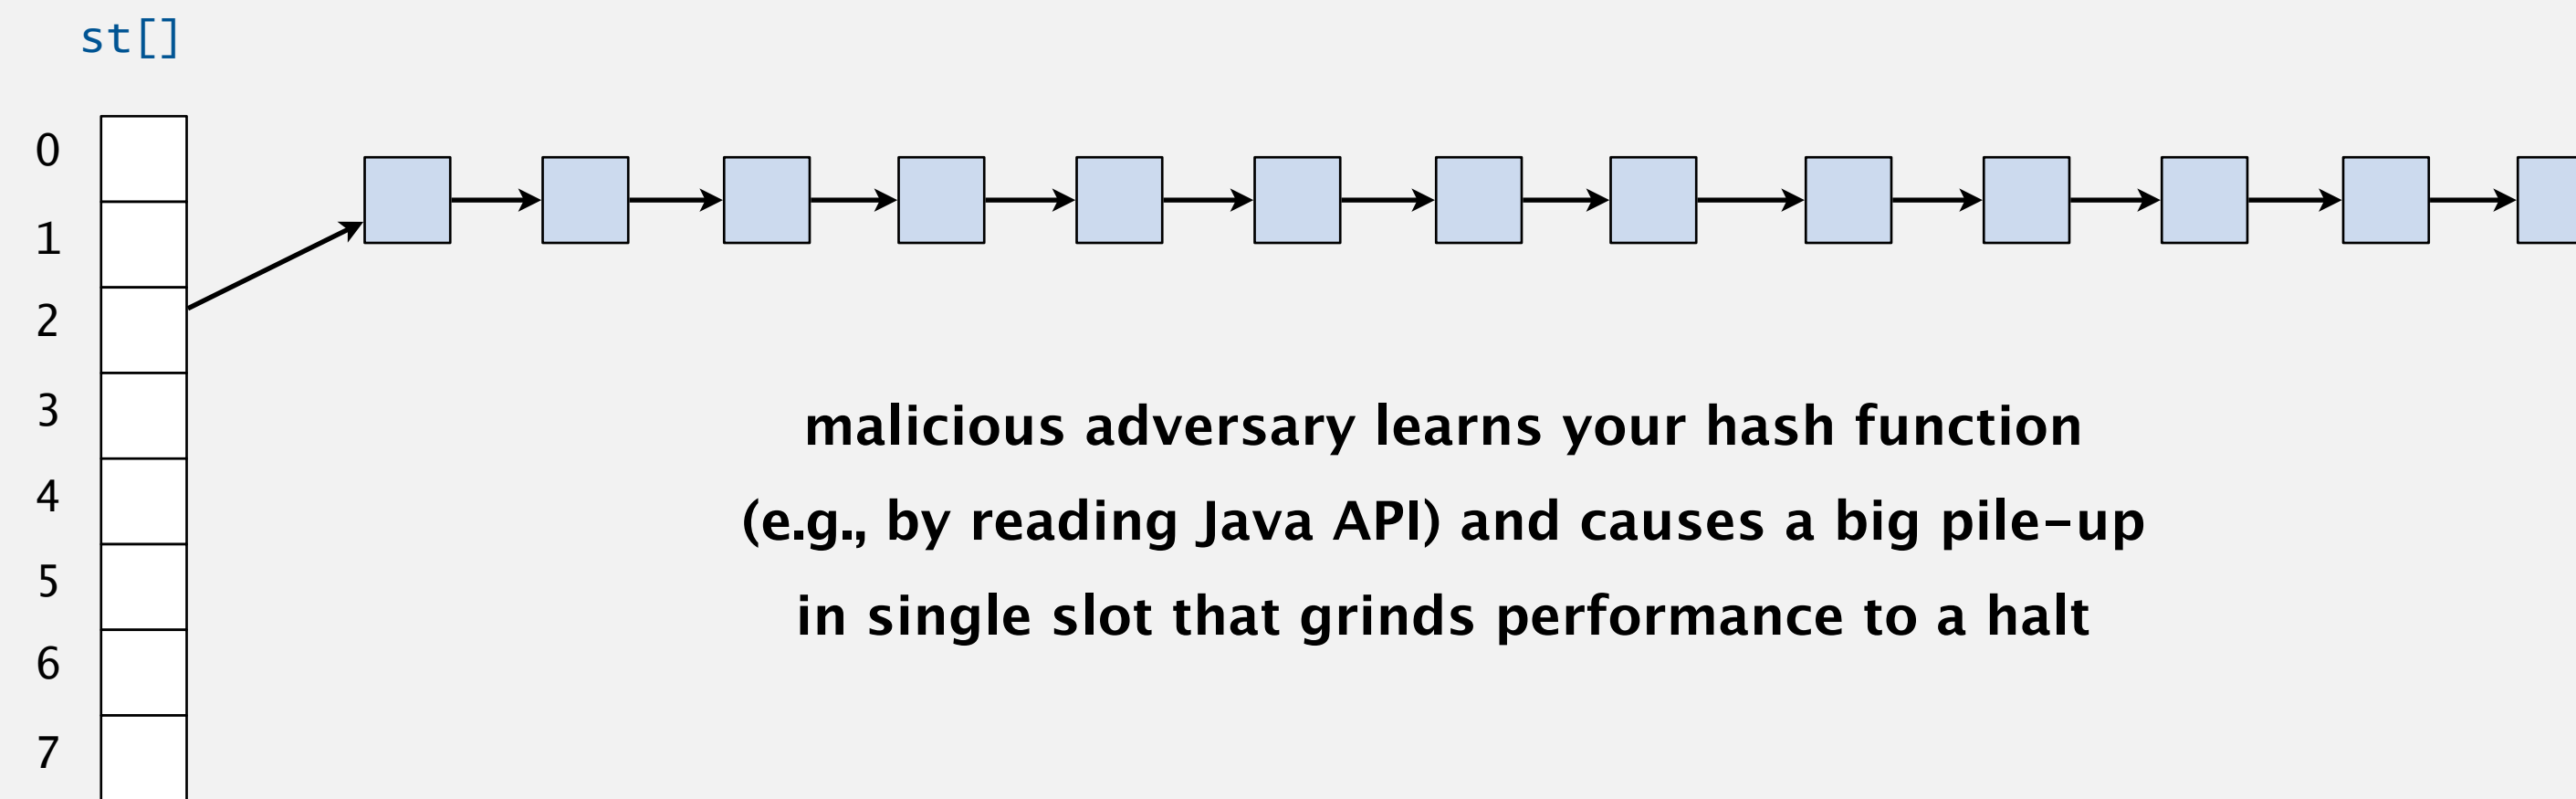 st[]
0
1
2
3
4
5
6
7
malicious adversary learns your hash function
(e.g., by reading Java API) and causes a big pile-up
in single slot that grinds performance to a halt